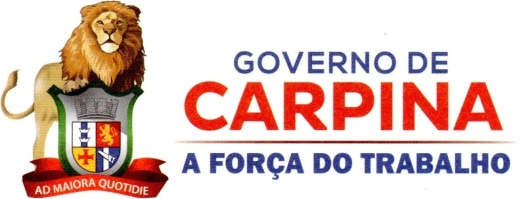 GOVERNO DE
CARPINA
A FORÇA DO TRABALHO
AD MAIORA QUOTIDIE